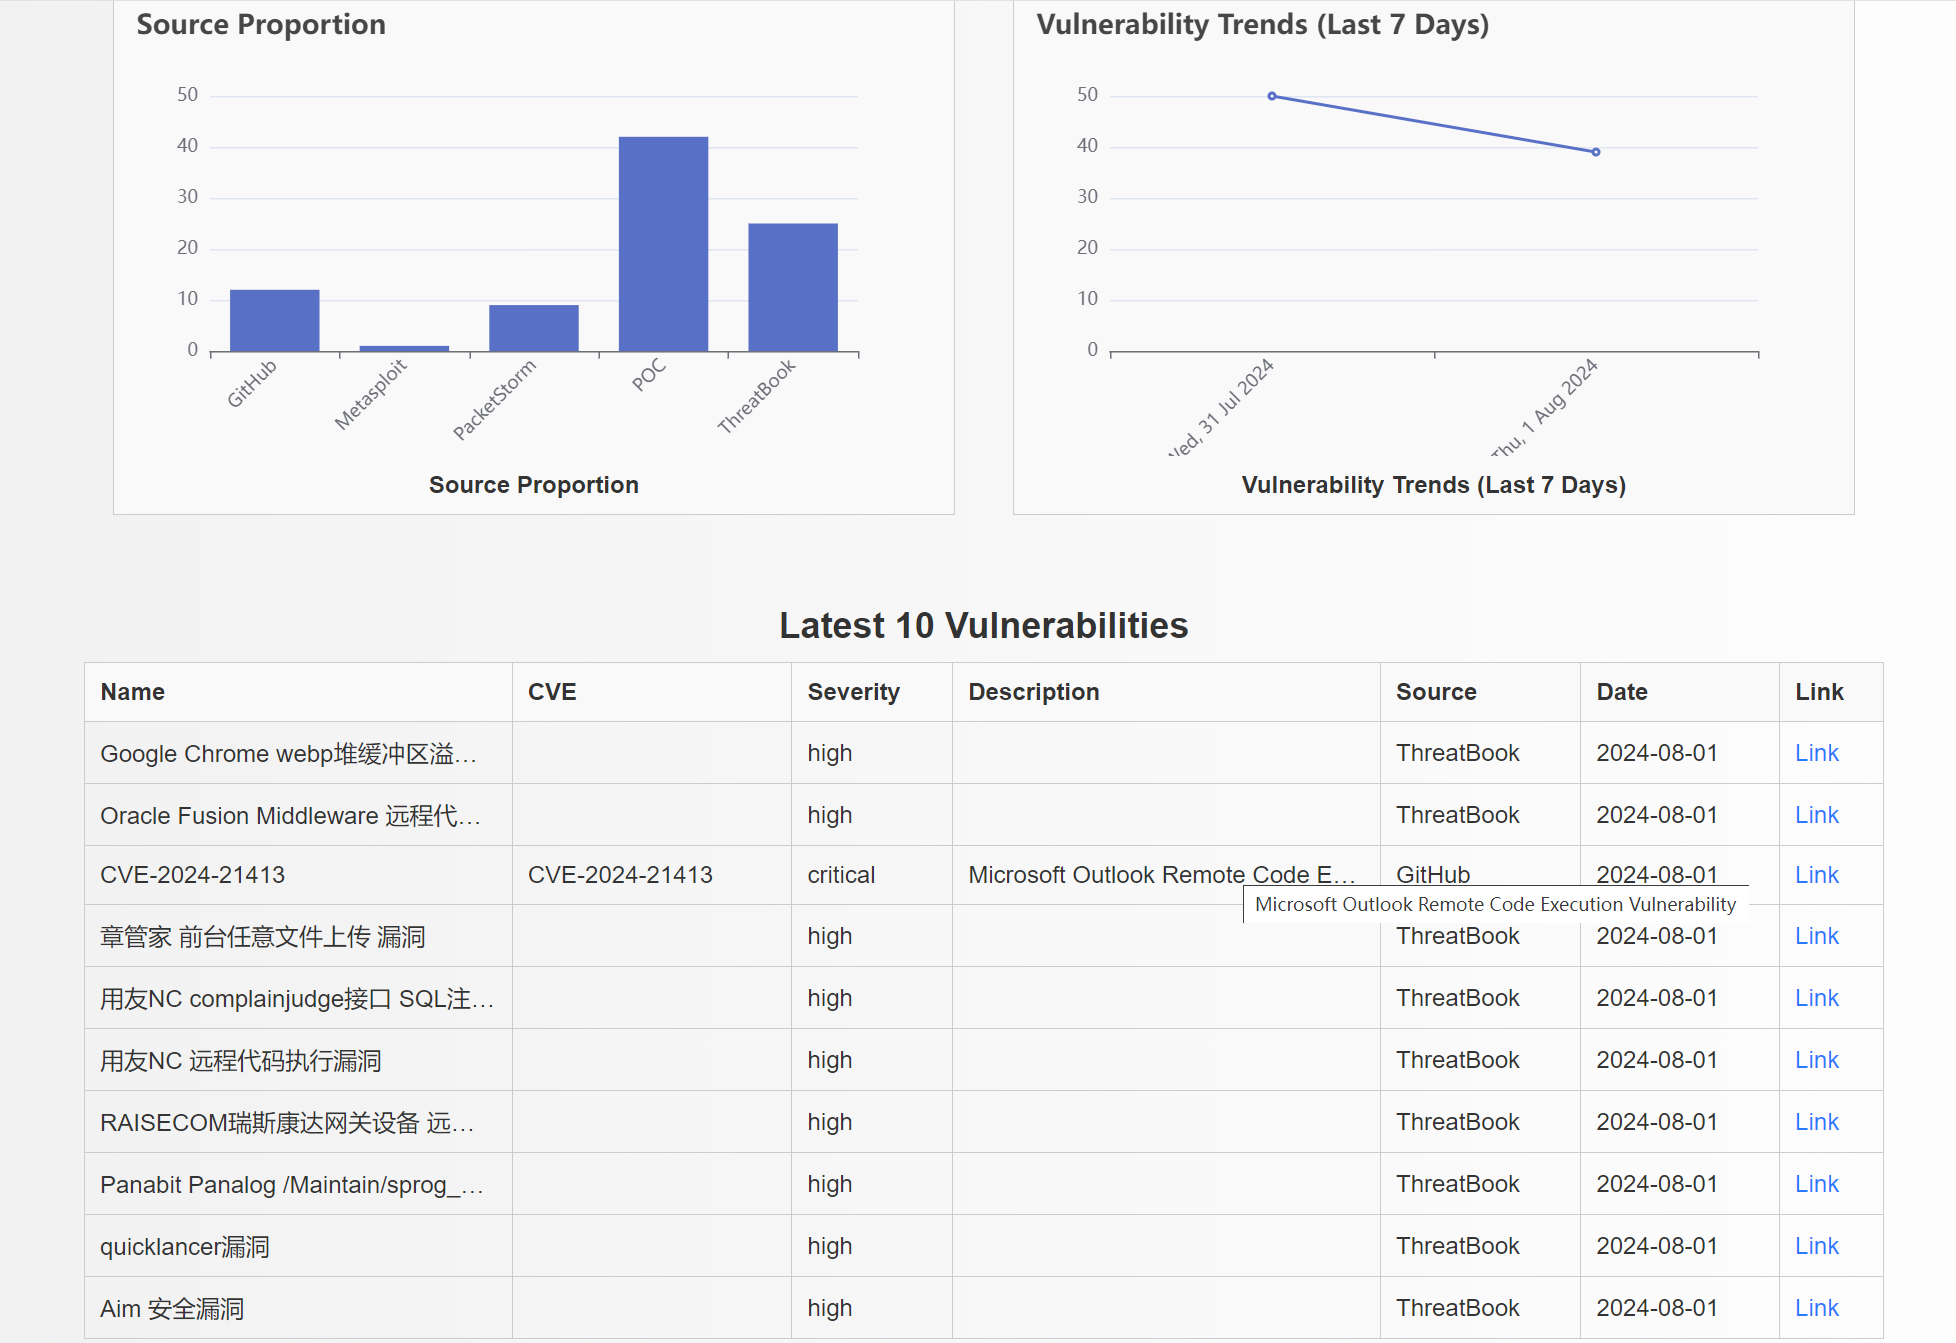 Source Proportion
50
40
30
20
10
0
GitHub
Metasploit
PacketStorm
POC
ThreatBook
Source Proportion
Vulnerability Trends (Last 7 Days)
50
40
30
20
10
0
Wed, 31 Jul 2024
Thu, 1 Aug 2024
Vulnerability Trends (Last 7 Days)
Latest 10 Vulnerabilities
Name CVE Severity Description Source Date Link
Google Chrome webp堆缓冲区溢… high ThreatBook 2024-08-01 Link
Oracle Fusion Middleware 远程代… high ThreatBook 2024-08-01 Link
CVE-2024-21413 CVE-2024-21413 critical Microsoft Outlook Remote Code E… GitHub 2024-08-01 Link
Microsoft Outlook Remote Code Execution Vulnerability
章管家 前台任意文件上传 漏洞 high ThreatBook 2024-08-01 Link
用友NC complainjudge接口 SQL注… high ThreatBook 2024-08-01 Link
用友NC 远程代码执行漏洞 high ThreatBook 2024-08-01 Link
RAISECOM瑞斯康达网关设备 远… high ThreatBook 2024-08-01 Link
Panabit Panalog /Maintain/sprog_… high ThreatBook 2024-08-01 Link
quicklancer漏洞 high ThreatBook 2024-08-01 Link
Aim 安全漏洞 high ThreatBook 2024-08-01 Link